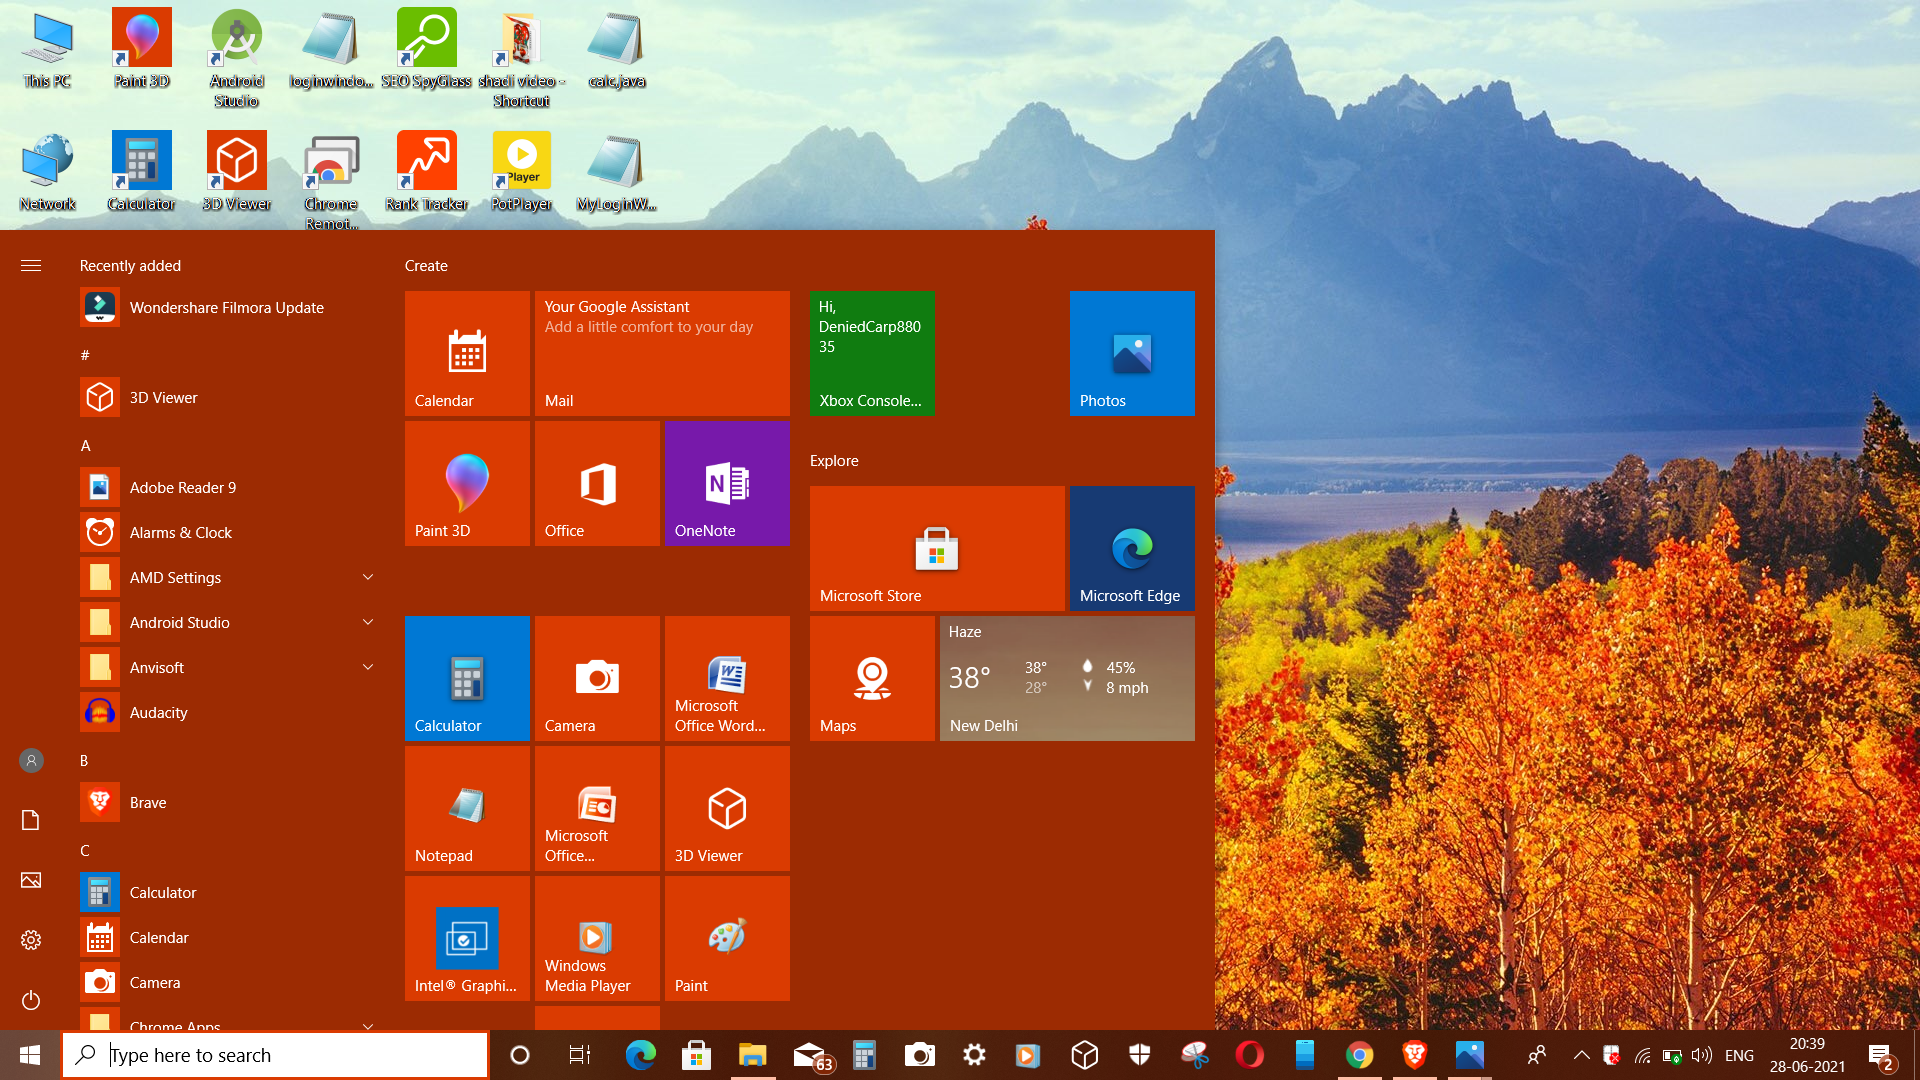 This PC
Paint 3D
Android
Studio
loginwindo...
SEO SpyGlass
shadi video -
Shortcut
calc.java
Network
Calculator
3D Viewer
Chrome
Remot...
Rank Tracker
Player
PotPlayer
MyLoginW...
Recently added
Wondershare Filmora Update
#
3D Viewer
A
Adobe Reader 9
Alarms & Clock
AMD Settings
Android Studio
Anvisoft
Audacity
B
Brave
C
Calculator
Calendar
Camera
Chrome Apps
Create
Calendar
Your Google Assistant
Add a little comfort to your day
Mail
Hi,
DeniedCarp880
35
Xbox Console...
Photos
Paint 3D
Office
N
OneNote
Explore
Microsoft Store
Microsoft Edge
Calculator
Camera
W
Microsoft
Office Word...
Maps
Haze
38°
38°
28°
45%
8 mph
New Delhi
Notepad
Microsoft
Office...
3D Viewer
Intel® Graphi...
Windows
Media Player
Paint
Type here to search
63
ENG
20:39
28-06-2021
2